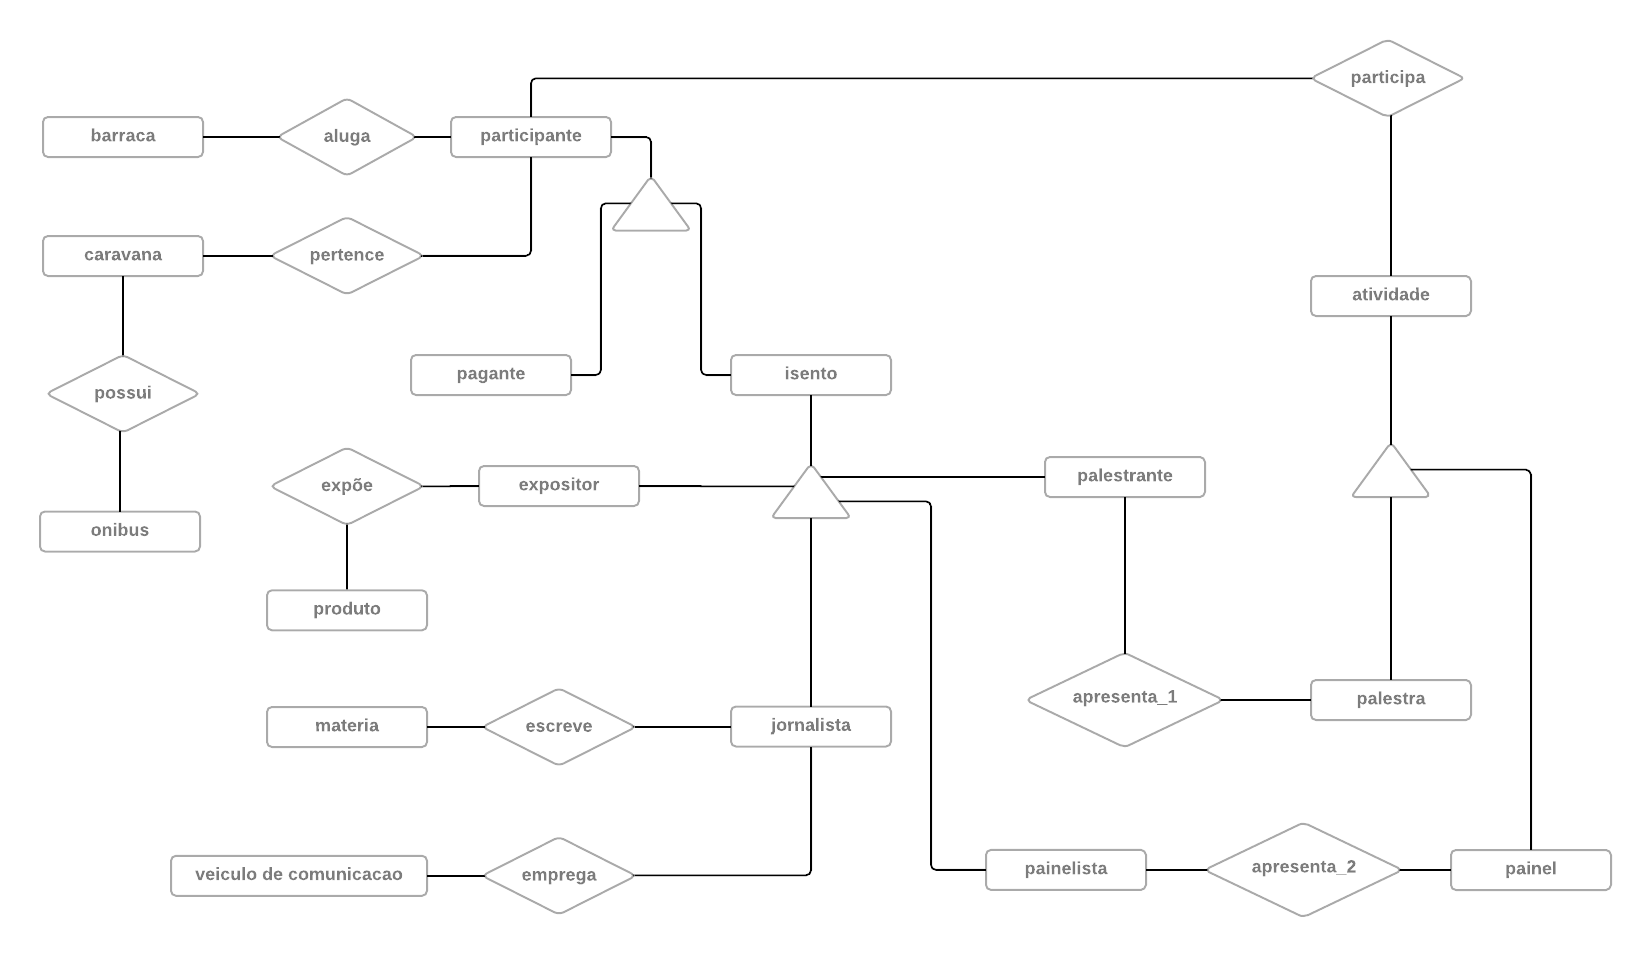 participa
barraca
aluga
participante
caravana
pertence
atividade
pagante
isento
possui
palestrante
expõe
expositor
onibus
produto
apresenta_1
palestra
materia
escreve
jornalista
veiculo de comunicacao
emprega
painelista
apresenta_2
painel